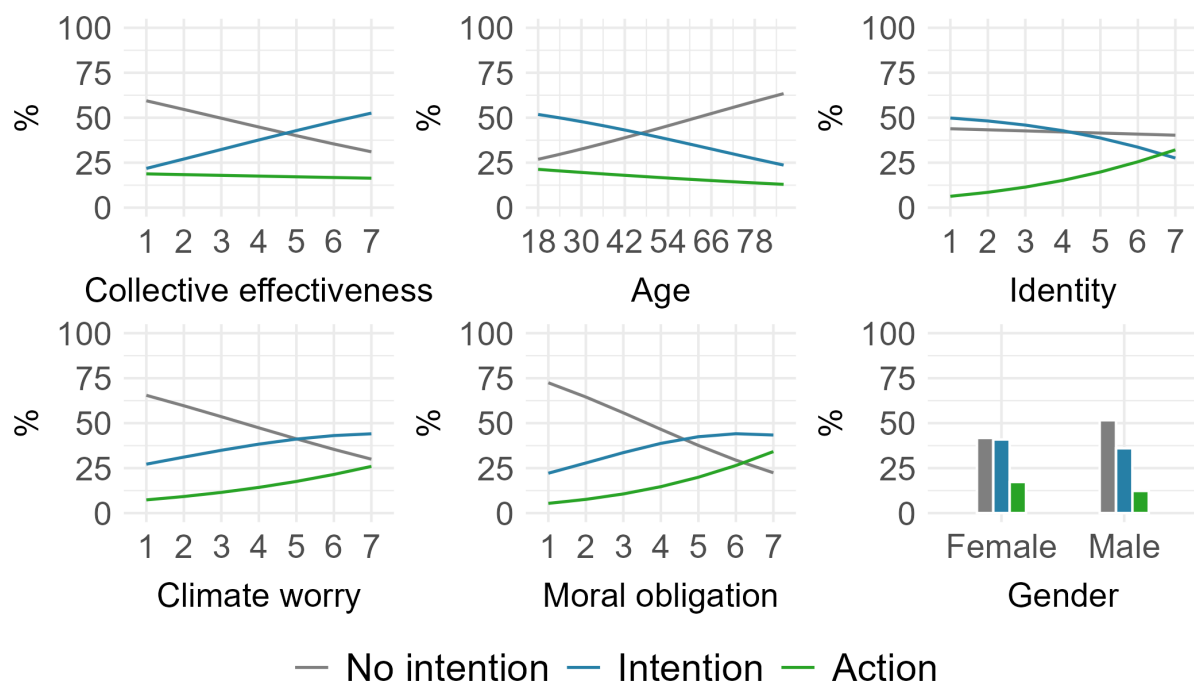 100
75
50
25
0
%
1 2 3 4 5 6 7
Collective effectiveness
100
75
50
25
0
%
18 30 42 54 66 78
Age
100
75
50
25
0
%
1 2 3 4 5 6 7
Identity
100
75
50
25
0
%
1 2 3 4 5 6 7
Climate worry
100
75
50
25
0
%
1 2 3 4 5 6 7
Moral obligation
100
75
50
25
0
%
Female Male
Gender
No intention Intention Action